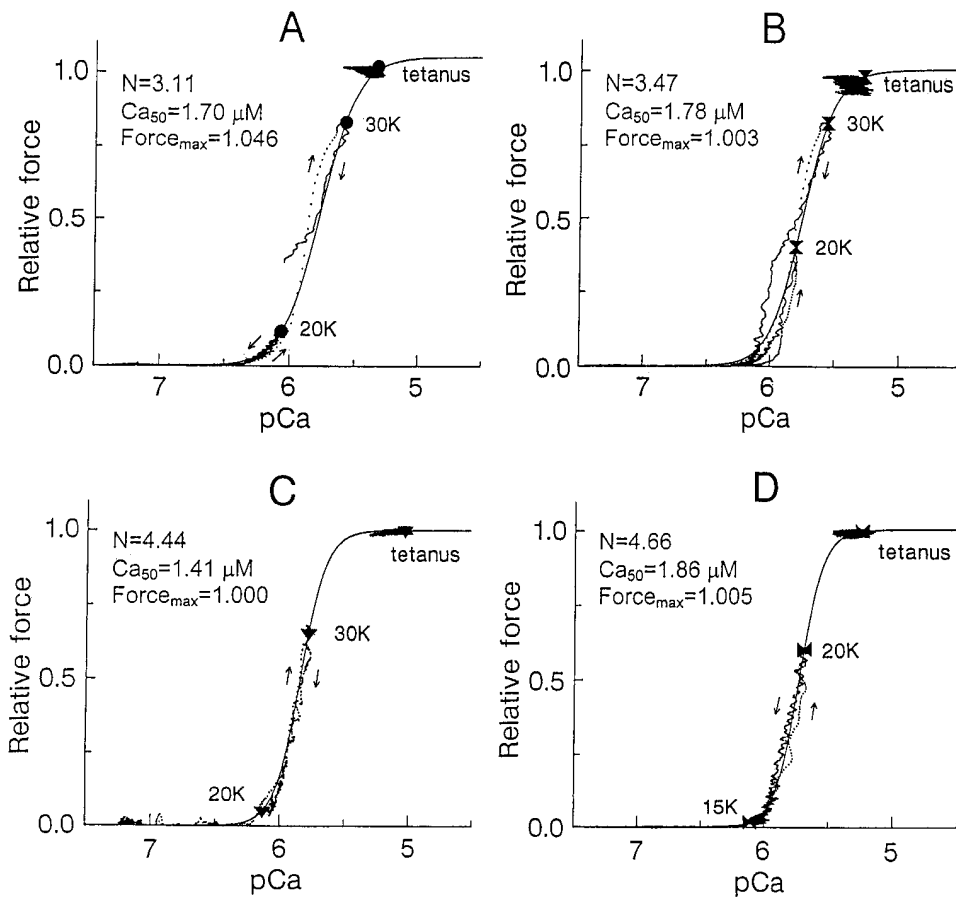 A
Relative force
1.0
0.5
0.0
N=3.11
Ca50=1.70 µM
Forcemax=1.046
tetanus
30K
20K
7
6
5
pCa
B
Relative force
1.0
0.5
0.0
N=3.47
Ca50=1.78 µM
Forcemax=1.003
tetanus
30K
20K
7
6
5
pCa
C
Relative force
1.0
0.5
0.0
N=4.44
Ca50=1.41 µM
Forcemax=1.000
tetanus
30K
20K
7
6
5
pCa
D
Relative force
1.0
0.5
0.0
N=4.66
Ca50=1.86 µM
Forcemax=1.005
tetanus
20K
15K
7
6
5
pCa